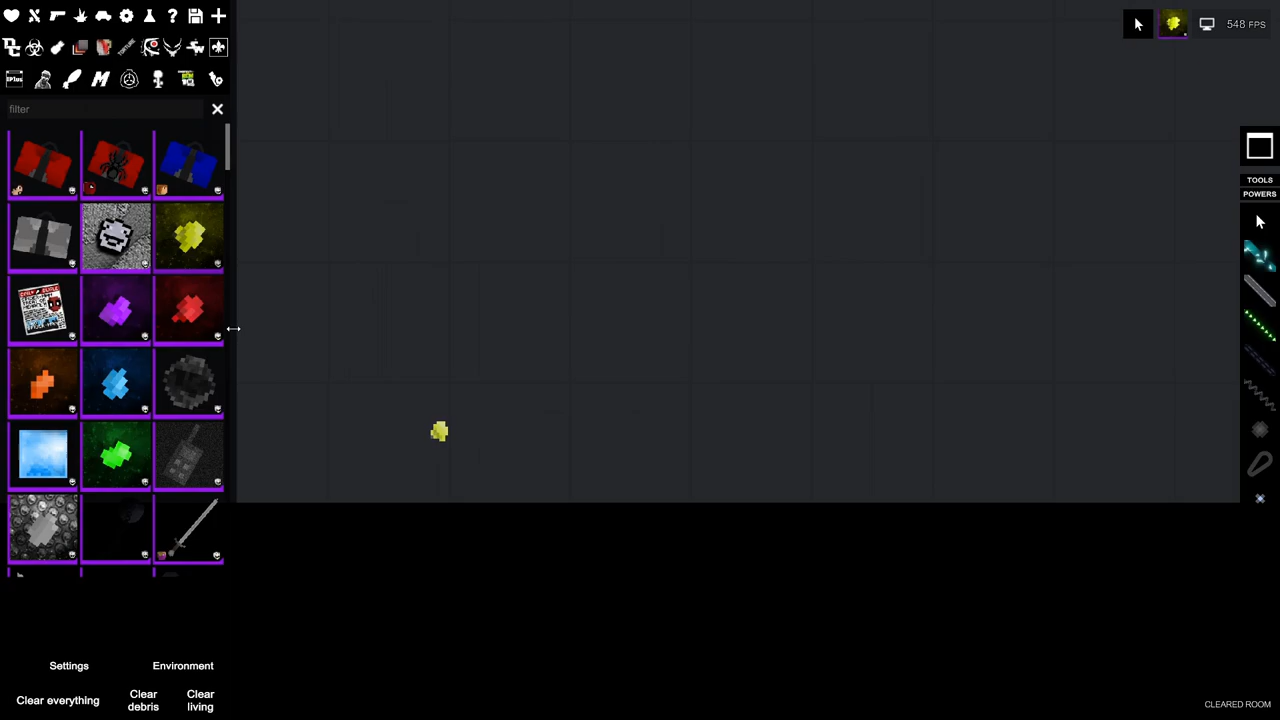 548 FPS
filter
TOOLS
POWERS
Settings
Environment
Clear everything
Clear debris
Clear living
CLEARED ROOM